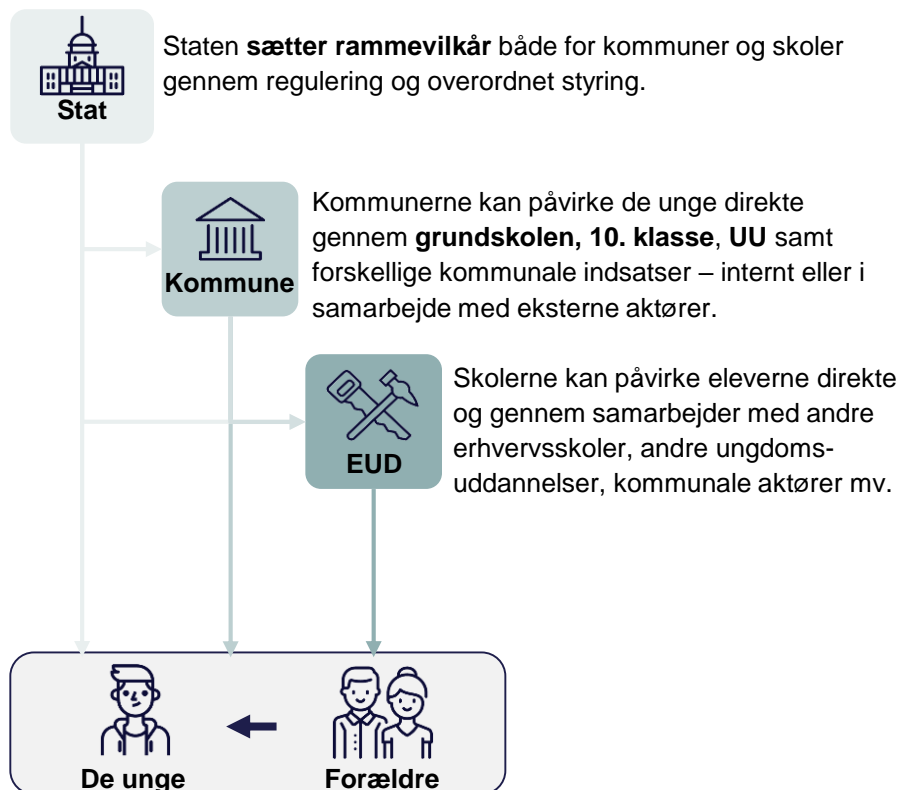 Staten sætter rammevilkår både for kommuner og skoler
gennem regulering og overordnet styring.
Stat
Kommunerne kan påvirke de unge direkte
gennem grundskolen, 10. klasse, UU samt
forskellige kommunale indsatser – internt eller i
samarbejde med eksterne aktører.
Kommune
Skolerne kan påvirke eleverne direkte
og gennem samarbejder med andre
erhvervsskoler, andre ungdoms-
uddannelser, kommunale aktører mv.
EUD
De unge
Forældre